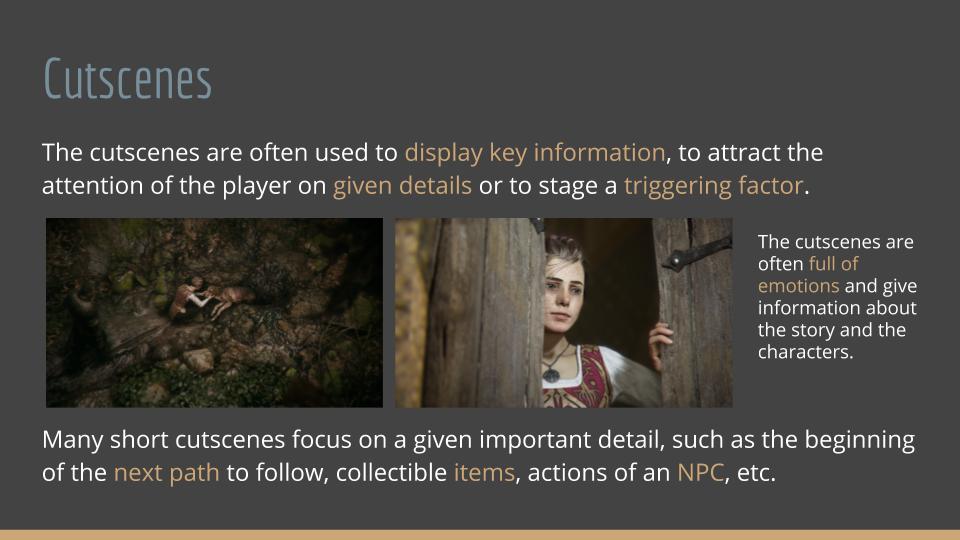 Cutscenes
The cutscenes are often used to display key information, to attract the
attention of the player on given details or to stage a triggering factor.
The cutscenes are
often full of
emotions and give
information about
the story and the
characters.
Many short cutscenes focus on a given important detail, such as the beginning
of the next path to follow, collectible items, actions of an NPC, etc.